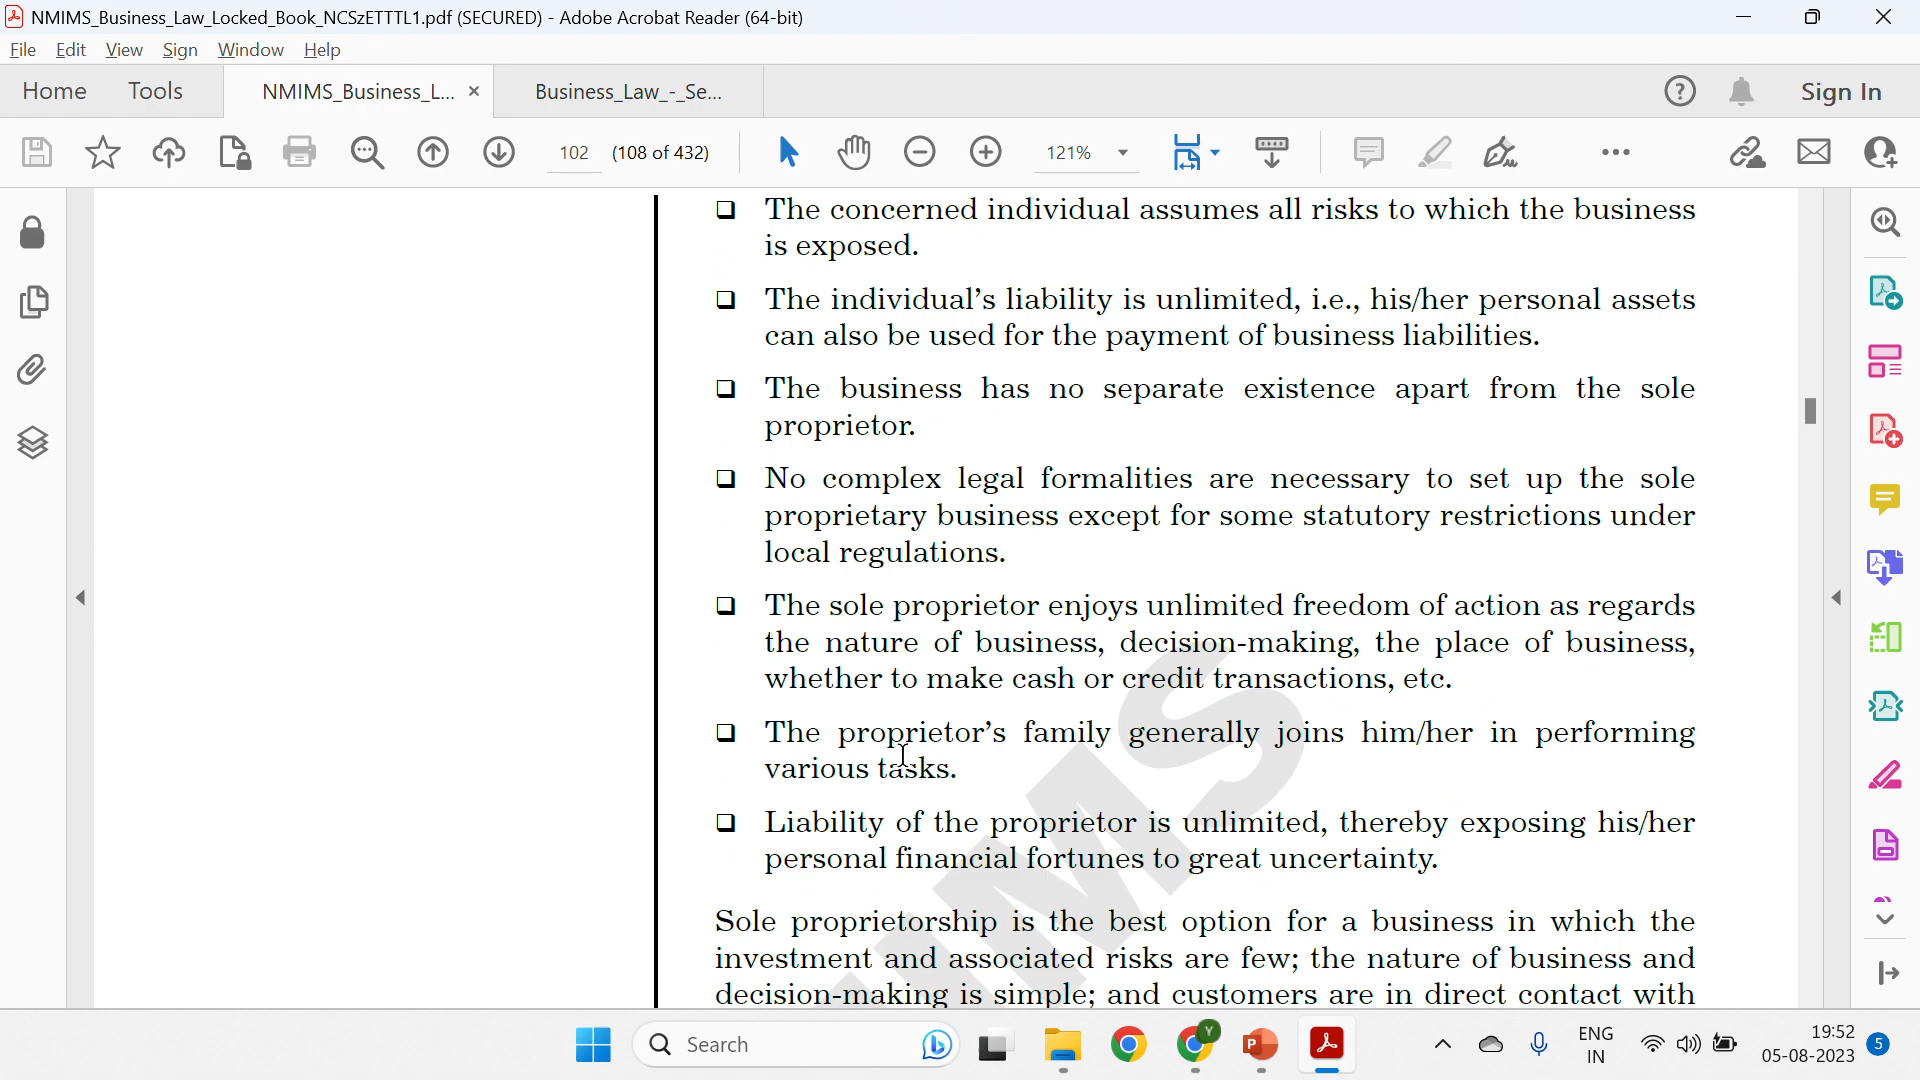 NMIMS_Business_Law_Locked_Book_NCSzETTTL1.pdf (SECURED) - Adobe Acrobat Reader (64-bit)
File Edit View Sign Window Help
Home Tools NMIMS_Business_L... × Business_Law_-_Se... Sign In
102 (108 of 432) 121%
❑ The concerned individual assumes all risks to which the business
is exposed.
❑ The individual’s liability is unlimited, i.e., his/her personal assets
can also be used for the payment of business liabilities.
❑ The business has no separate existence apart from the sole
proprietor.
❑ No complex legal formalities are necessary to set up the sole
proprietary business except for some statutory restrictions under
local regulations.
❑ The sole proprietor enjoys unlimited freedom of action as regards
the nature of business, decision-making, the place of business,
whether to make cash or credit transactions, etc.
❑ The proprietor’s family generally joins him/her in performing
various tasks.
❑ Liability of the proprietor is unlimited, thereby exposing his/her
personal financial fortunes to great uncertainty.
Sole proprietorship is the best option for a business in which the
investment and associated risks are few; the nature of business and
decision-making is simple; and customers are in direct contact with
Search
Y
P
ENG
IN
19:52
05-08-2023
5